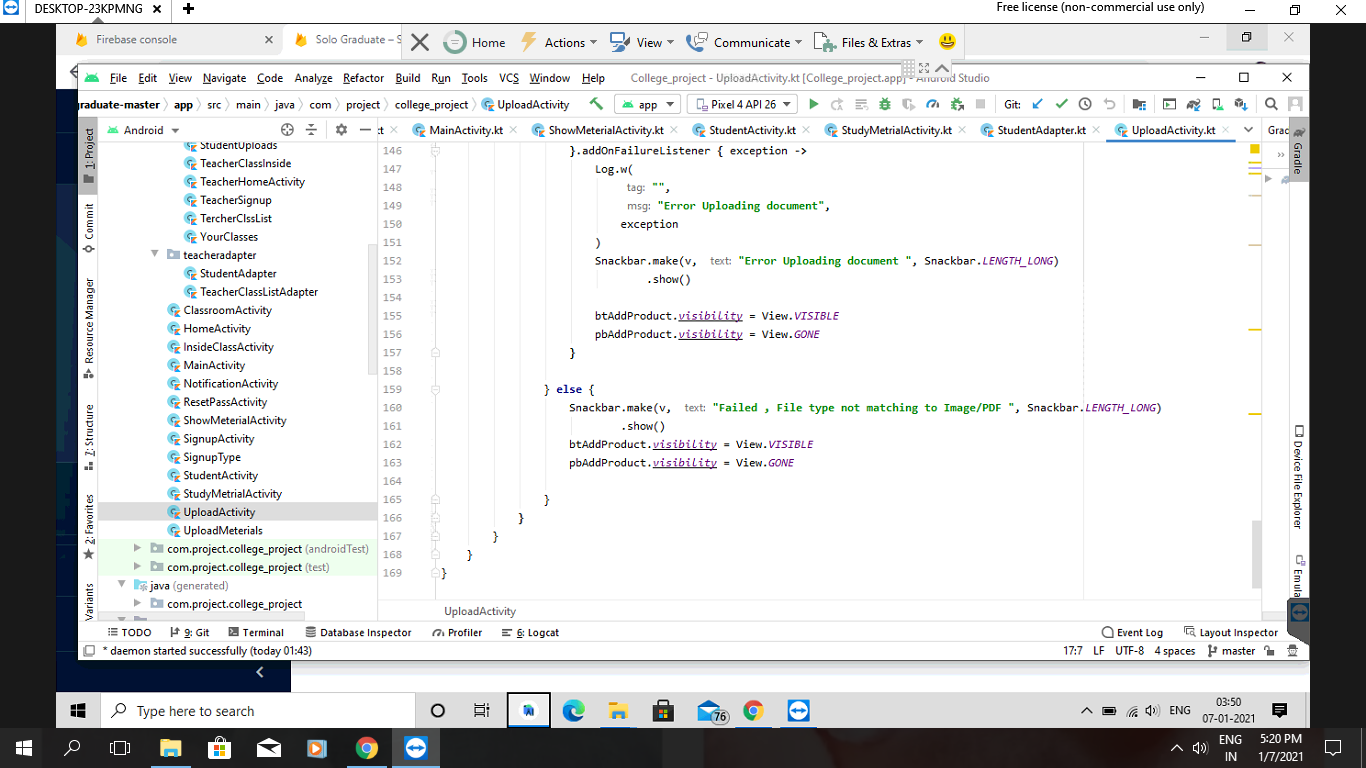 DESKTOP-23KPMNG
Free license (non-commercial use only)
Firebase console
Solo Graduate – S
Home
Actions
View
Communicate
Files & Extras
File Edit View Navigate Code Analyze Refactor Build Run Tools VCS Window Help
College_project - UploadActivity.kt [College_project.app] - Android Studio
graduate-master app src main java com project college_project UploadActivity
app
Pixel 4 API 26
Git:
Android
MainActivity.kt
ShowMeterialActivity.kt
StudentActivity.kt
StudyMetrialActivity.kt
StudentAdapter.kt
UploadActivity.kt
Grac
1: Project
Commit
Resource Manager
7: Structure
2: Favorites
Variants
StudentUploads
TeacherClassInside
TeacherHomeActivity
TeacherSignup
TercherClssList
YourClasses
teacheradapter
StudentAdapter
TeacherClassListAdapter
ClassroomActivity
HomeActivity
InsideClassActivity
MainActivity
NotificationActivity
ResetPassActivity
ShowMeterialActivity
SignupActivity
SignupType
StudentActivity
StudyMetrialActivity
UploadActivity
UploadMeterials
com.project.college_project (androidTest)
com.project.college_project (test)
java (generated)
com.project.college_project
146 }.addOnFailureListener { exception ->
147 Log.w(
148 tag: "",
149 msg: "Error Uploading document",
150 exception
151 )
152 Snackbar.make(v, text: "Error Uploading document ", Snackbar.LENGTH_LONG)
153 .show()
154
155 btAddProduct.visibility = View.VISIBLE
156 pbAddProduct.visibility = View.GONE
157 }
158
159 } else {
160 Snackbar.make(v, text: "Failed , File type not matching to Image/PDF ", Snackbar.LENGTH_LONG)
161 .show()
162 btAddProduct.visibility = View.VISIBLE
163 pbAddProduct.visibility = View.GONE
164
165 }
166 }
167 }
168 }
169 }
UploadActivity
Gradle
Device File Explorer
Emula
TODO
9: Git
Terminal
Database Inspector
Profiler
6: Logcat
Event Log
Layout Inspector
* daemon started successfully (today 01:43)
17:7 LF UTF-8 4 spaces master
Type here to search
76
ENG
03:50
07-01-2021
ENG
IN
5:20 PM
1/7/2021